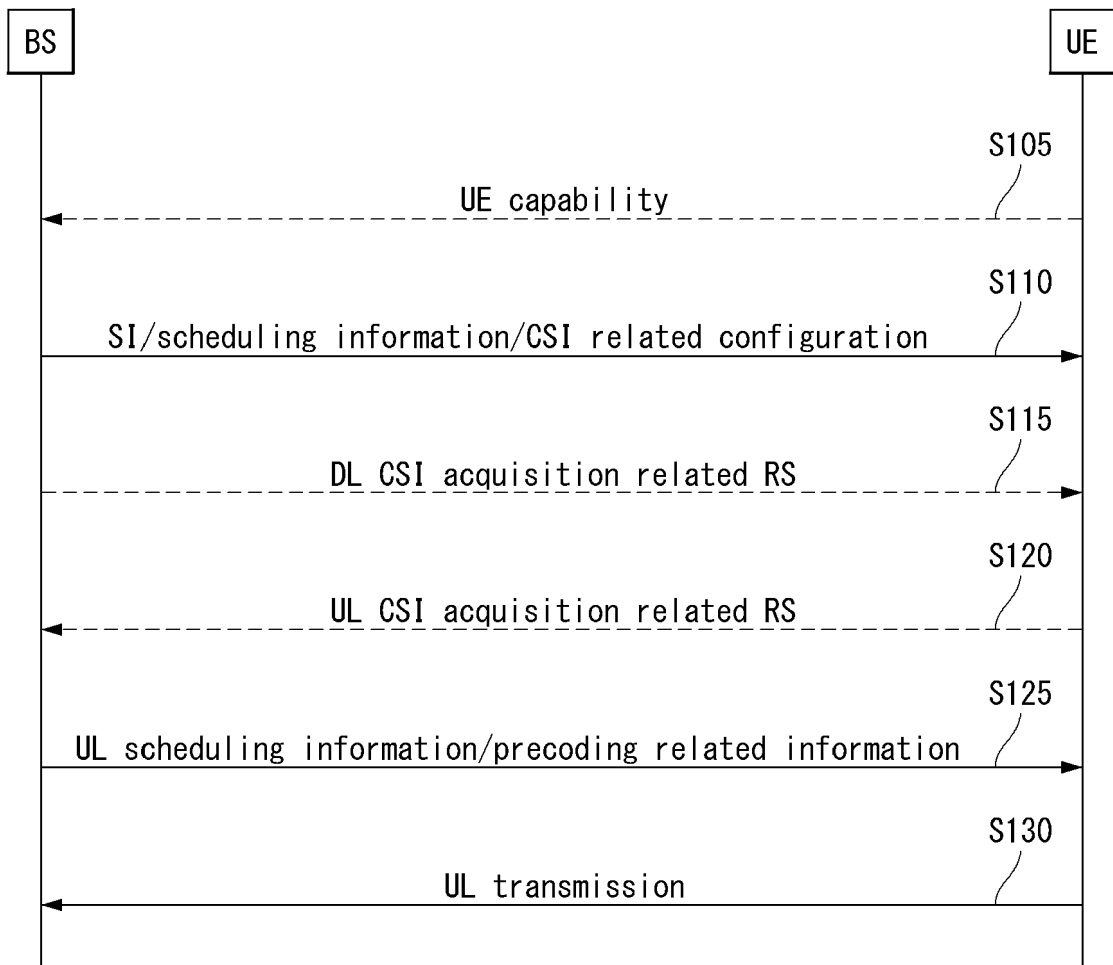 BS
UE
S105
UE capability
S110
SI/scheduling information/CSI related configuration
S115
DL CSI acquisition related RS
S120
UL CSI acquisition related RS
S125
UL scheduling information/precoding related information
S130
UL transmission